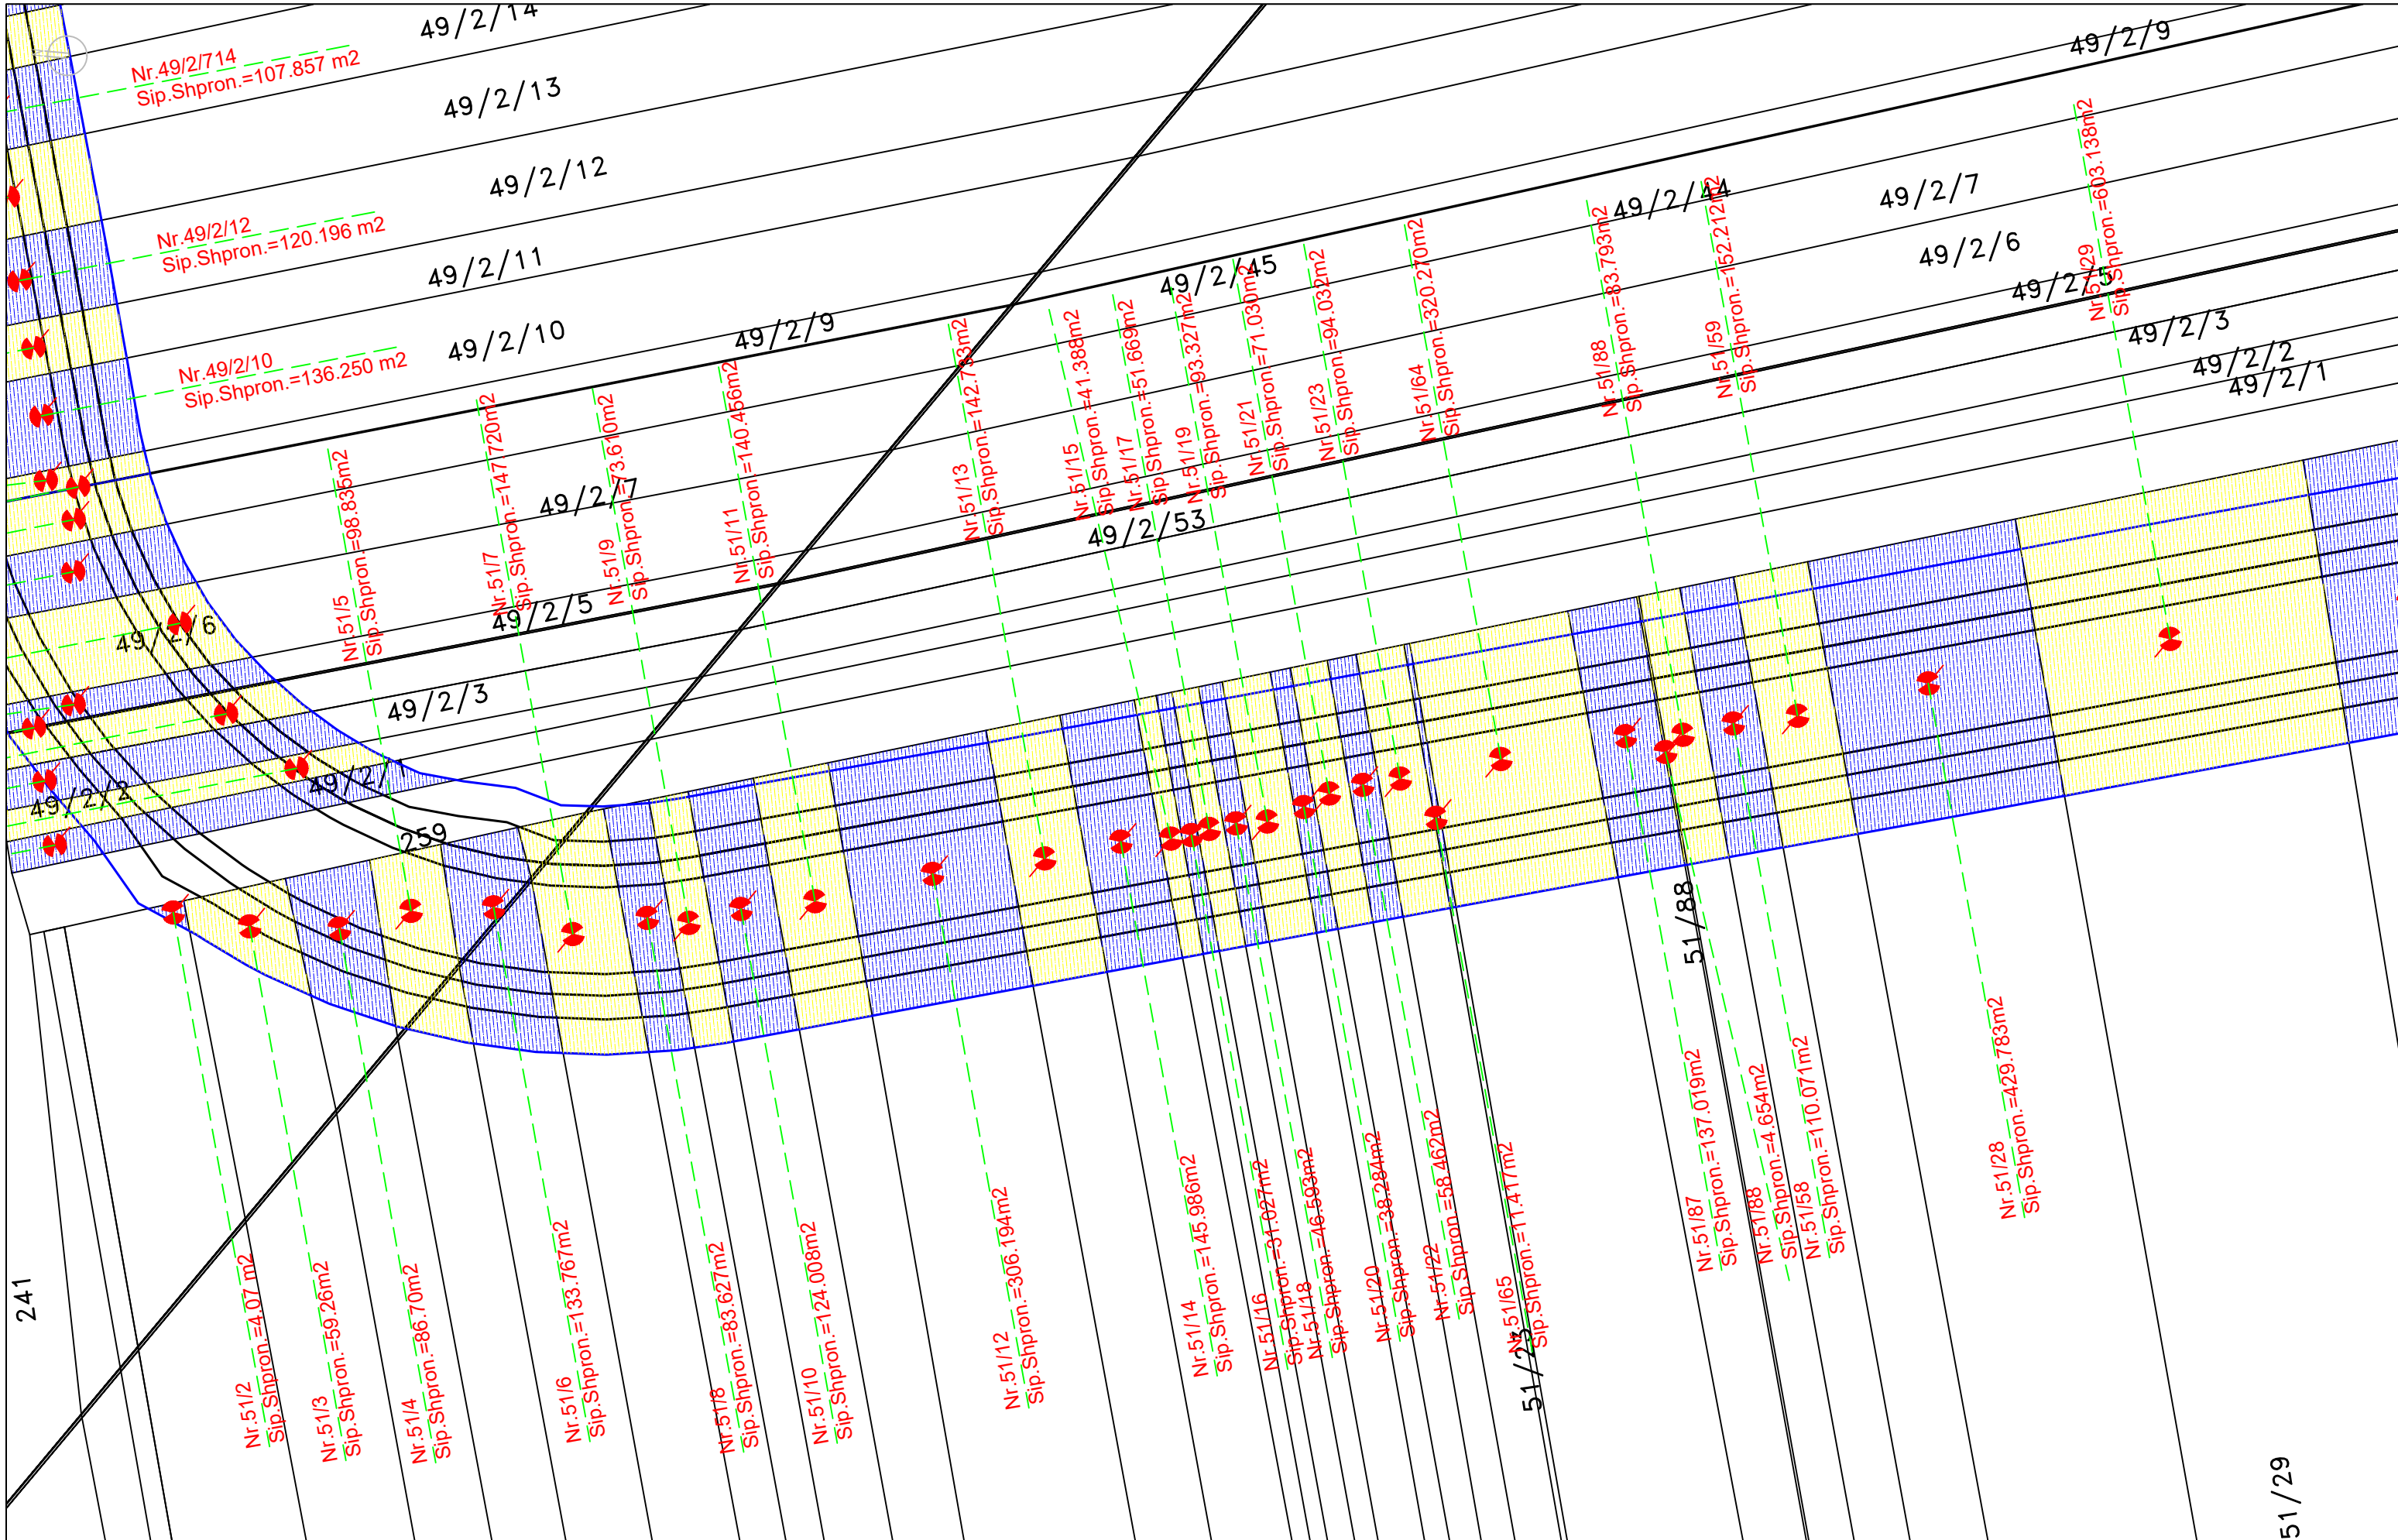 49/2/14
49/2/13
49/2/12
49/2/11
49/2/10
49/2/9
49/2/9
49/2/45
49/2/44
49/2/7
49/2/6
49/2/5
49/2/3
49/2/2
49/2/1
49/2/7
49/2/53
49/2/5
49/2/3
49/2/6
49/2/1
49/2/2
259
241
51/88
51/23
51/29
Nr.49/2/714
Sip.Shpron.=107.857 m2
Nr.49/2/12
Sip.Shpron.=120.196 m2
Nr.49/2/10
Sip.Shpron.=136.250 m2
Nr.51/5
Sip.Shpron.=98.835m2
Nr.51/7
Sip.Shpron.=147.720m2
Nr.51/9
Sip.Shpron.=73.610m2
Nr.51/11
Sip.Shpron.=140.466m2
Nr.51/13
Sip.Shpron.=142.733m2
Nr.51/15
Sip.Shpron.=41.388m2
Nr.51/17
Sip.Shpron.=51.669m2
Nr.51/19
Sip.Shpron.=93.327m2
Nr.51/21
Sip.Shpron.=71.030m2
Nr.51/23
Sip.Shpron.=94.032m2
Nr.51/64
Sip.Shpron.=320.270m2
Nr.51/88
Sip.Shpron.=83.793m2
Nr.51/59
Sip.Shpron.=152.212m2
Nr.51/29
Sip.Shpron.=603.138m2
Nr.51/2
Sip.Shpron.=4.07 m2
Nr.51/3
Sip.Shpron.=59.26m2
Nr.51/4
Sip.Shpron.=86.70m2
Nr.51/6
Sip.Shpron.=133.767m2
Nr.51/8
Sip.Shpron.=83.627m2
Nr.51/10
Sip.Shpron.=124.008m2
Nr.51/12
Sip.Shpron.=306.194m2
Nr.51/14
Sip.Shpron.=145.986m2
Nr.51/16
Sip.Shpron.=31.027m2
Nr.51/18
Sip.Shpron.=46.593m2
Nr.51/20
Sip.Shpron.=38.284m2
Nr.51/22
Sip.Shpron.=58.462m2
Nr.51/65
Sip.Shpron.=11.417m2
Nr.51/87
Sip.Shpron.=137.019m2
Nr.51/88
Sip.Shpron.=4.654m2
Nr.51/58
Sip.Shpron.=110.071m2
Nr.51/28
Sip.Shpron.=429.783m2